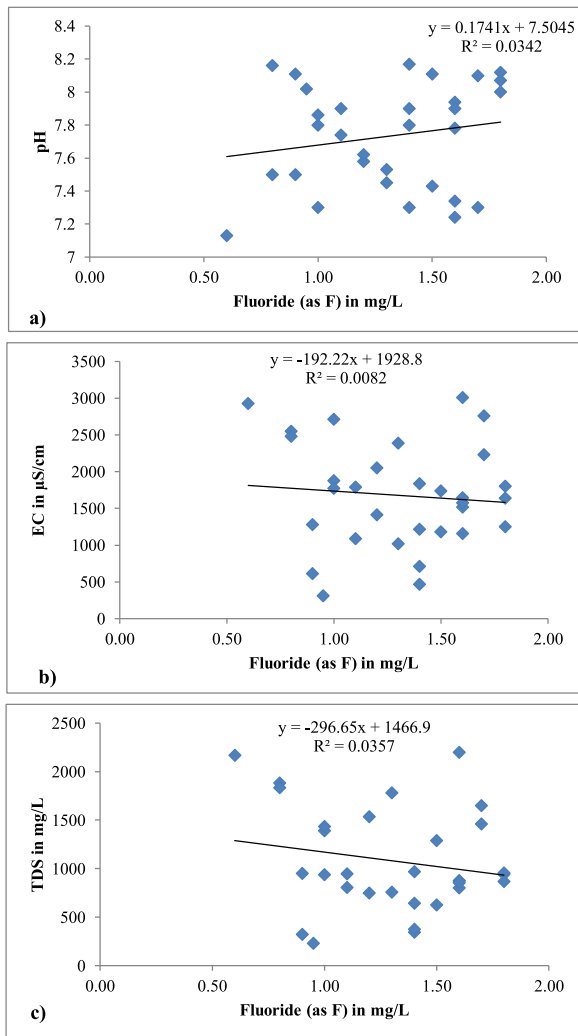 y = 0.1741x + 7.5045
R² = 0.0342
8.4
8.2
8
7.8
7.6
7.4
7.2
7
pH
0.00
0.50
1.00
1.50
2.00
Fluoride (as F) in mg/L
a)
y = -192.22x + 1928.8
R² = 0.0082
3500
3000
2500
2000
1500
1000
500
0
EC in µS/cm
0.00
0.50
1.00
1.50
2.00
Fluoride (as F) in mg/L
b)
y = -296.65x + 1466.9
R² = 0.0357
2500
2000
1500
1000
500
0
TDS in mg/L
0.00
0.50
1.00
1.50
2.00
Fluoride (as F) in mg/L
c)